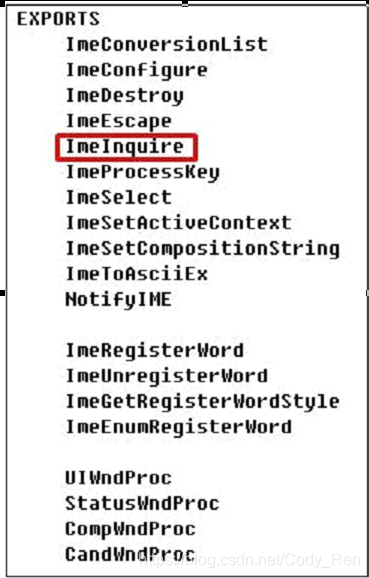 EXPORTS
ImeConversionList
ImeConfigure
ImeDestroy
ImeEscape
ImeInquire
ImeProcessKey
ImeSelect
ImeSetActiveContext
ImeSetCompositionString
ImeToAsciiEx
NotifyIME
ImeRegisterWord
ImeUnregisterWord
ImeGetRegisterWordStyle
ImeEnumRegisterWord
UIWndProc
StatusWndProc
CompWndProc
CandWndProc
https://blog.csdn.net/Cody_Ren